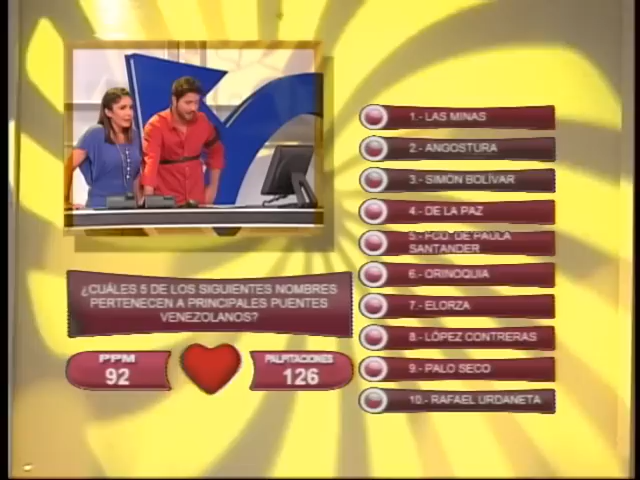 1.- LAS MINAS
2.- ANGOSTURA
3.- SIMON BOLÍVAR
4.- DE LA PAZ
5.- FCO. DE PAULA
SANTANDER
6.- ORINOQUIA
7.- ELORZA
8.- LÓPEZ CONTRERAS
9.- PALO SECO
10.- RAFAEL URDANETA
¿CUÁLES 5 DE LOS SIGUIENTES NOMBRES
PERTENECEN A PRINCIPALES PUENTES
VENEZOLANOS?
PPM
92
PALPITACIONES
126